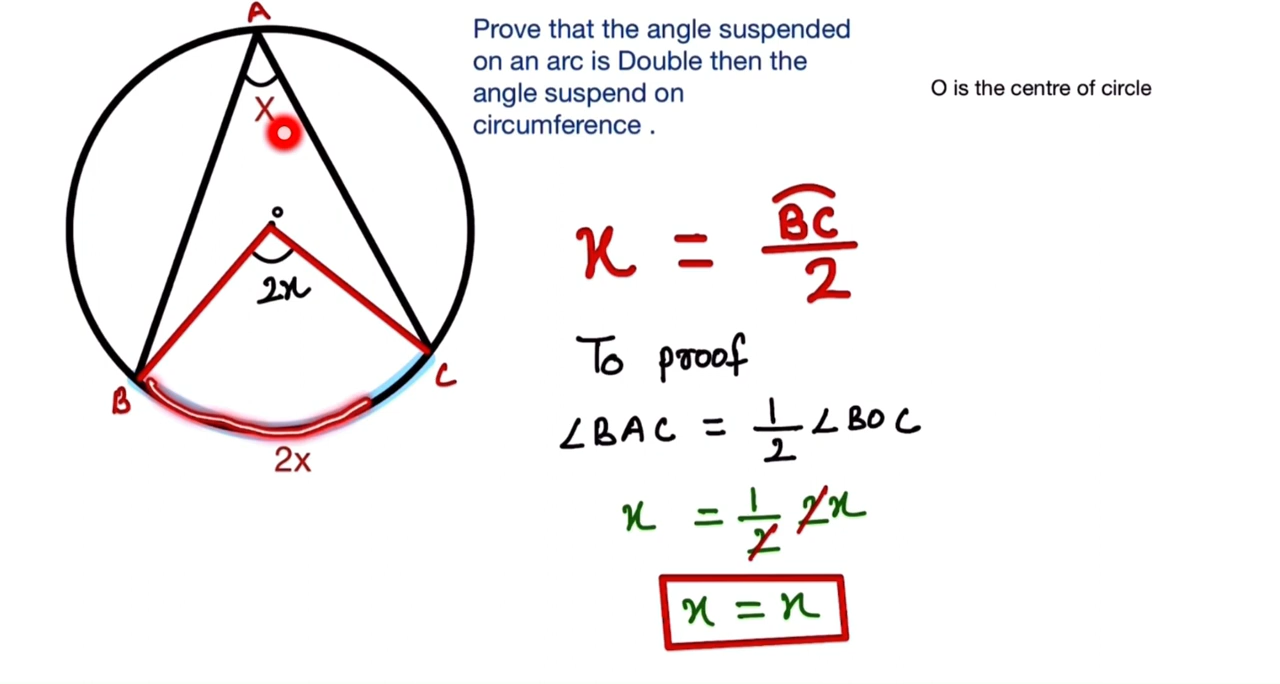 A
Prove that the angle suspended
on an arc is Double then the
angle suspend on
circumference .
O is the centre of circle
X
o
2x
B
C
2x
x = BC/2
To proof
∠BAC = 1/2 ∠BOC
x = 1/2 2x
x = x